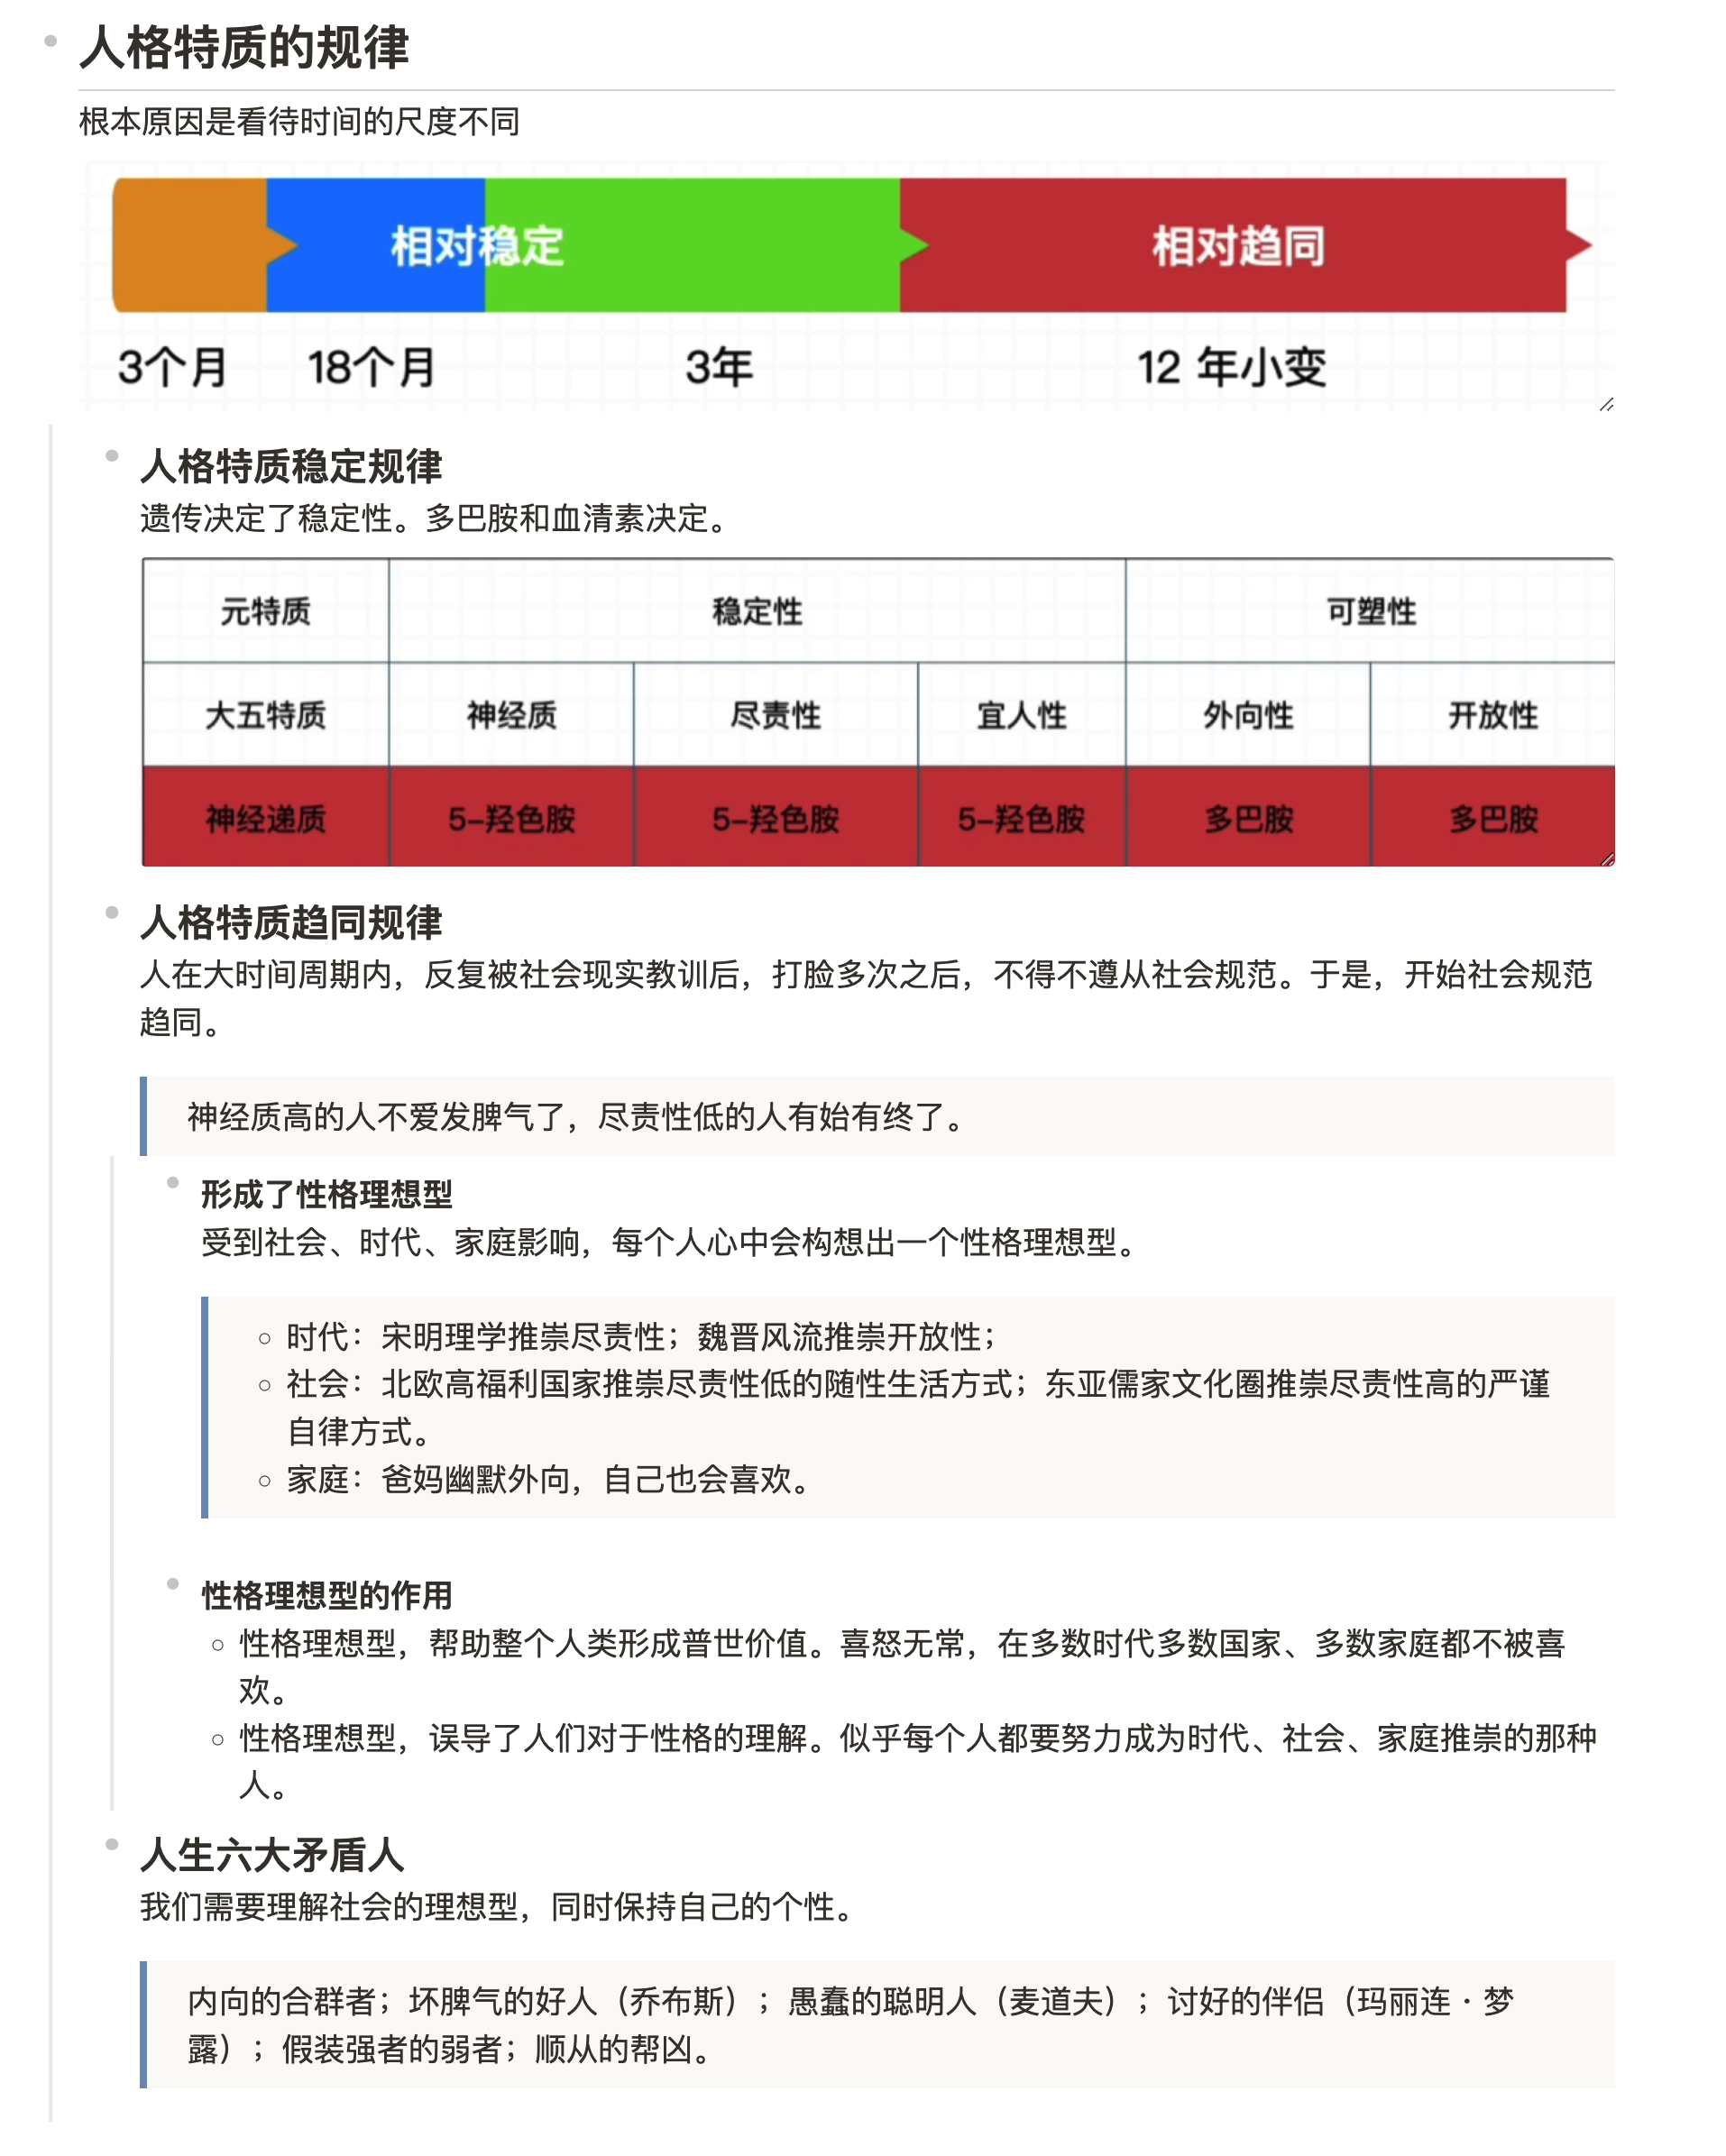 人格特质的规律
根本原因是看待时间的尺度不同
相对稳定
相对趋同
3个月
18个月
3年
12 年小变
人格特质稳定规律
遗传决定了稳定性。多巴胺和血清素决定。
元特质 稳定性 可塑性
大五特质 神经质 尽责性 宜人性 外向性 开放性
神经递质 5-羟色胺 5-羟色胺 5-羟色胺 多巴胺 多巴胺
人格特质趋同规律
人在大时间周期内，反复被社会现实教训后，打脸多次之后，不得不遵从社会规范。于是，开始社会规范
趋同。
神经质高的人不爱发脾气了，尽责性低的人有始有终了。
形成了性格理想型
受到社会、时代、家庭影响，每个人心中会构想出一个性格理想型。
时代：宋明理学推崇尽责性；魏晋风流推崇开放性；
社会：北欧高福利国家推崇尽责性低的随性生活方式；东亚儒家文化圈推崇尽责性高的严谨
自律方式。
家庭：爸妈幽默外向，自己也会喜欢。
性格理想型的作用
性格理想型，帮助整个人类形成普世价值。喜怒无常，在多数时代多数国家、多数家庭都不被喜
欢。
性格理想型，误导了人们对于性格的理解。似乎每个人都要努力成为时代、社会、家庭推崇的那种
人。
人生六大矛盾人
我们需要理解社会的理想型，同时保持自己的个性。
内向的合群者；坏脾气的好人（乔布斯）；愚蠢的聪明人（麦道夫）；讨好的伴侣（玛丽连·梦
露）；假装强者的弱者；顺从的帮凶。